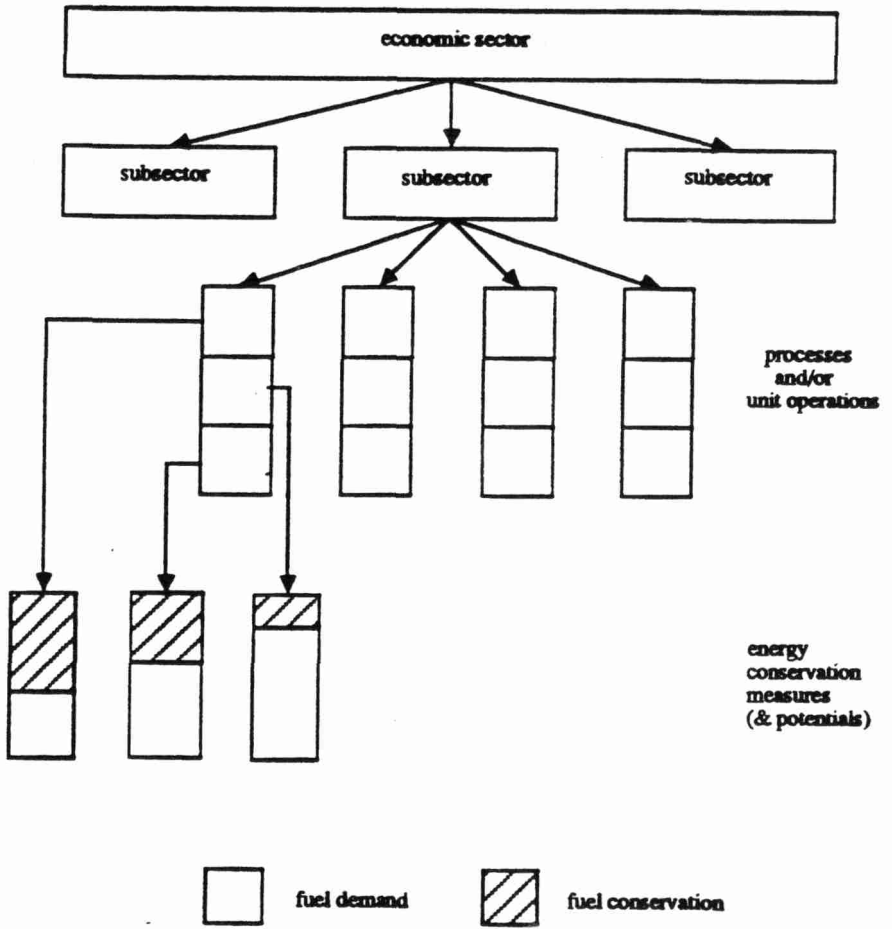 economic sector
subsector
subsector
subsector
processes
and/or
unit operations
energy
conservation
measures
(& potentials)
fuel demand
fuel conservation